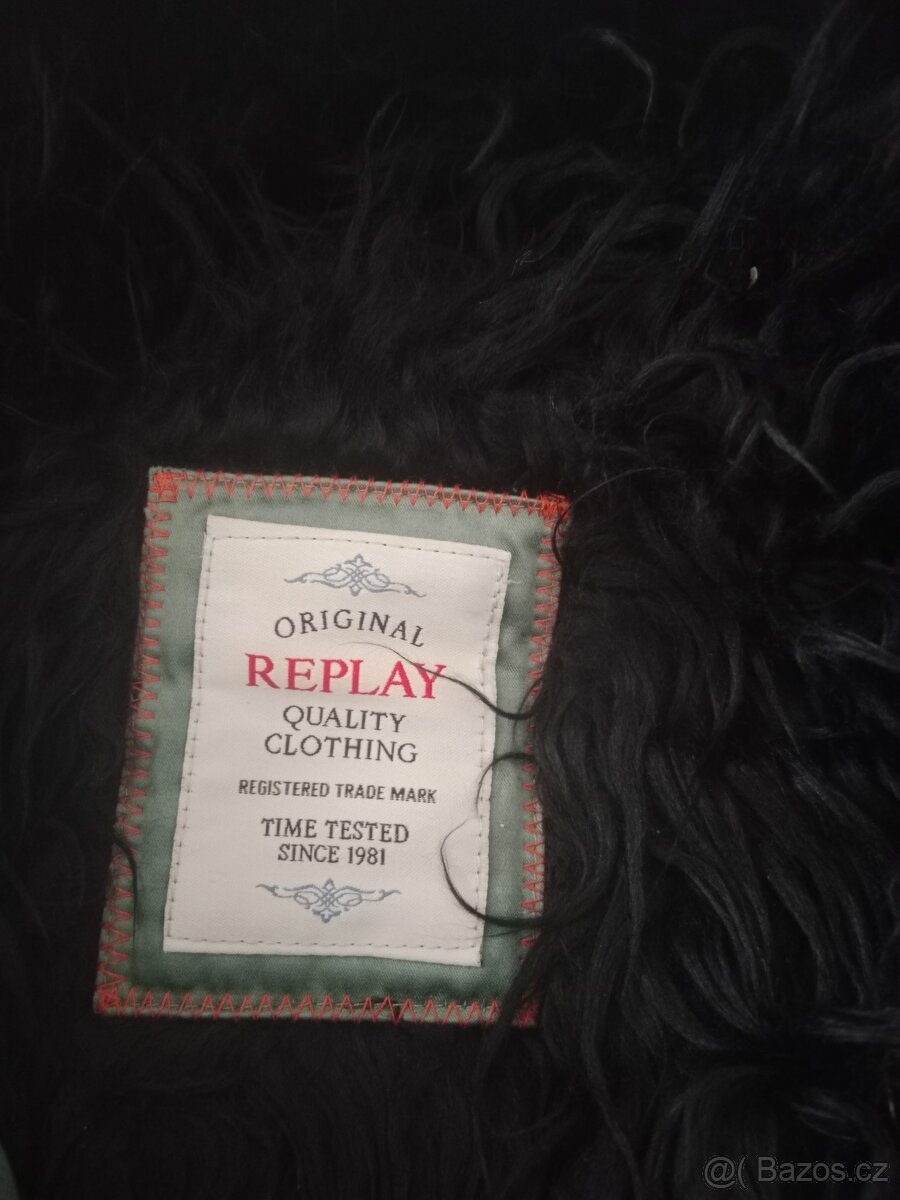 ORIGINAL
REPLAY
QUALITY
CLOTHING
REGISTERED TRADE MARK
TIME TESTED
SINCE 1981
@( Bazos.cz